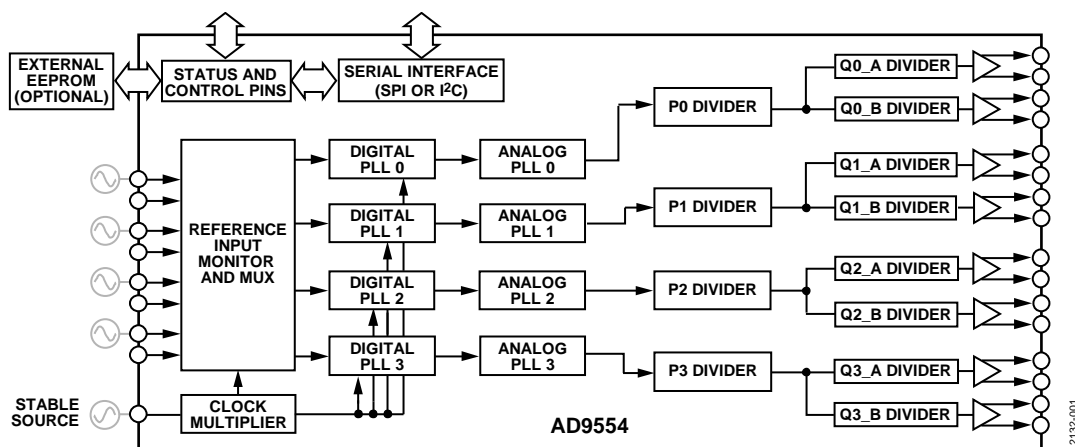 EXTERNAL
EEPROM
(OPTIONAL)
STATUS AND
CONTROL PINS
SERIAL INTERFACE
(SPI OR I²C)
REFERENCE
INPUT
MONITOR
AND MUX
DIGITAL
PLL 0
ANALOG
PLL 0
P0 DIVIDER
Q0_A DIVIDER
Q0_B DIVIDER
DIGITAL
PLL 1
ANALOG
PLL 1
P1 DIVIDER
Q1_A DIVIDER
Q1_B DIVIDER
DIGITAL
PLL 2
ANALOG
PLL 2
P2 DIVIDER
Q2_A DIVIDER
Q2_B DIVIDER
DIGITAL
PLL 3
ANALOG
PLL 3
P3 DIVIDER
Q3_A DIVIDER
Q3_B DIVIDER
STABLE
SOURCE
CLOCK
MULTIPLIER
AD9554
2132-001